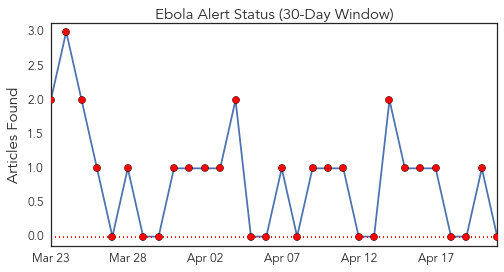 Ebola Alert Status (30-Day Window)
Articles Found
3.0
2.5
2.0
1.5
1.0
0.5
0.0
Mar 23 Mar 28 Apr 02 Apr 07 Apr 12 Apr 17